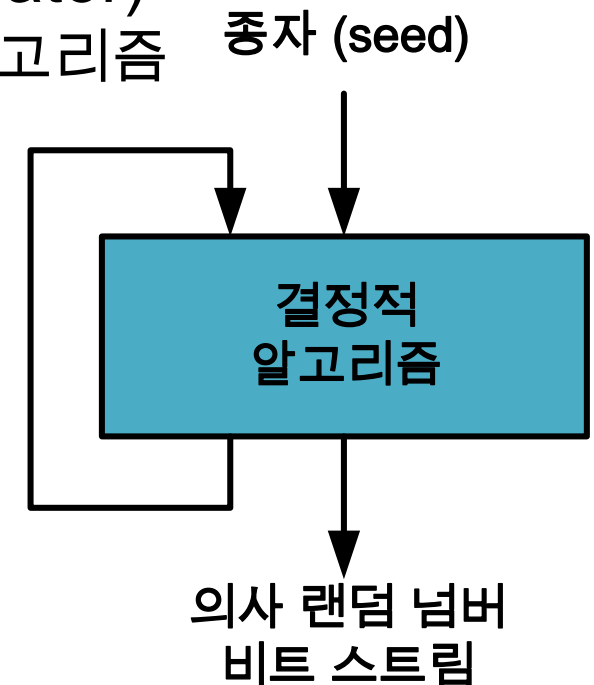 ator)
고리즘
종자 (seed)
결정적
알고리즘
의사 랜덤 넘버
비트 스트림